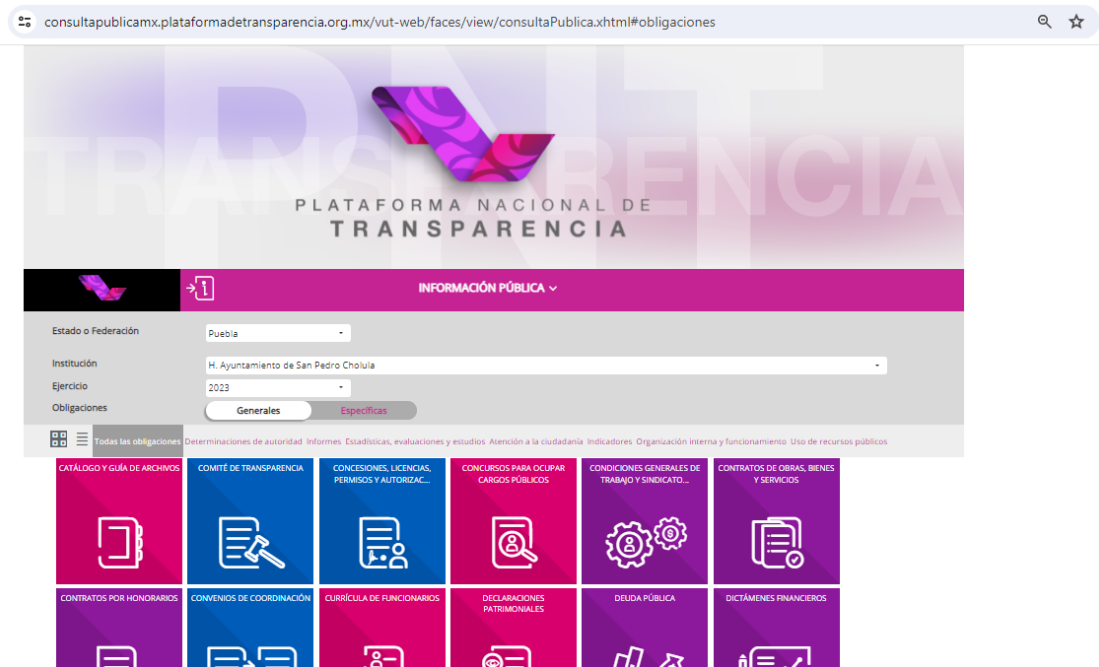 consultapublicamx.plataformadetransparencia.org.mx/vut-web/faces/view/consultaPublica.xhtml#obligaciones
PNT
TRANSPARENCIA
PLATAFORMA NACIONAL DE
TRANSPARENCIA
INFORMACIÓN PÚBLICA
Estado o Federación
Puebla
Institución
H. Ayuntamiento de San Pedro Cholula
Ejercicio
2023
Obligaciones
Generales
Específicas
Todas las obligaciones Determinaciones de autoridad Informes Estadísticas, evaluaciones y estudios Atención a la ciudadanía Indicadores Organización interna y funcionamiento Uso de recursos públicos
CATÁLOGO Y GUÍA DE ARCHIVOS
COMITÉ DE TRANSPARENCIA
CONCESIONES, LICENCIAS,
PERMISOS Y AUTORIZAC...
CONCURSOS PARA OCUPAR
CARGOS PÚBLICOS
CONDICIONES GENERALES DE
TRABAJO Y SINDICATO...
CONTRATOS DE OBRAS, BIENES
Y SERVICIOS
CONTRATOS POR HONORARIOS
CONVENIOS DE COORDINACIÓN
CURRÍCULA DE FUNCIONARIOS
DECLARACIONES
PATRIMONIALES
DEUDA PÚBLICA
DICTÁMENES FINANCIEROS